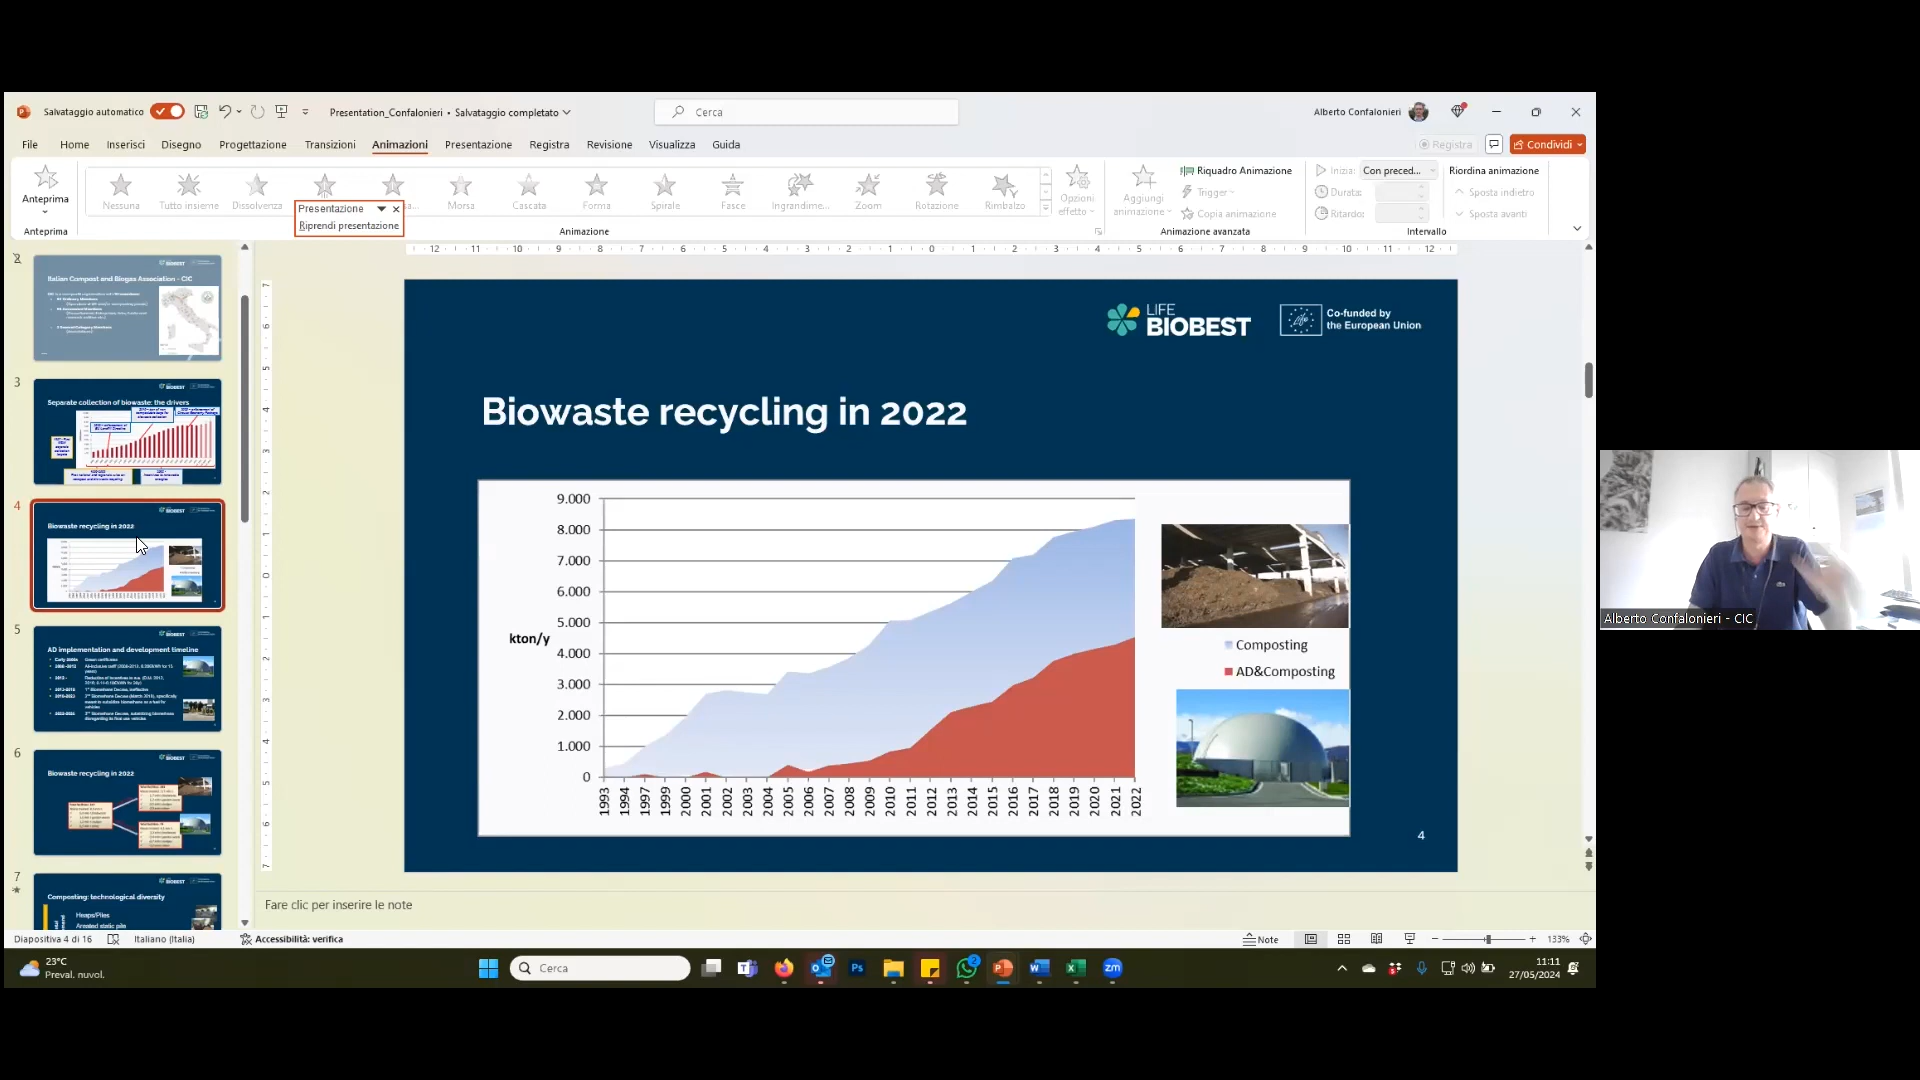 Salvataggio automatico
Presentation_Confalonieri • Salvataggio completato
Cerca
Alberto Confalonieri
File Home Inserisci Disegno Progettazione Transizioni Animazioni Presentazione Registra Revisione Visualizza Guida
Registra
Condividi
Anteprima
Anteprima
Nessuna Tutto insieme Dissolvenza Morsa Cascata Forma Spirale Fasce Ingrandime... Zoom Rotazione Rimbalzo
Presentazione
Riprendi presentazione
Animazione
Opzioni effetto
Aggiungi animazione
Riquadro Animazione
Trigger
Copia animazione
Animazione avanzata
Inizia: Con preced...
Durata:
Ritardo:
Intervallo
Riordina animazione
Sposta indietro
Sposta avanti
2
Italian Compost and Biogas Association - CIC
3
Separate collection of biowaste: the drivers
4
Biowaste recycling in 2022
5
AD implementation and development timeline
6
Biowaste recycling in 2022
7
Composting: technological diversity
Heaps/Piles
Aerated static pile
LIFE
BIOBEST
Co-funded by
the European Union
Biowaste recycling in 2022
9.000
8.000
7.000
6.000
5.000
4.000
3.000
2.000
1.000
0
kton/y
1993 1994 1997 1999 2000 2001 2002 2003 2004 2005 2006 2007 2008 2009 2010 2011 2012 2013 2014 2015 2016 2017 2018 2019 2020 2021 2022
Composting
AD&Composting
4
Fare clic per inserire le note
Diapositiva 4 di 16 Italiano (Italia) Accessibilità: verifica
Note
133%
23°C
Preval. nuvol.
Cerca
11:11
27/05/2024
Alberto Confalonieri - CIC